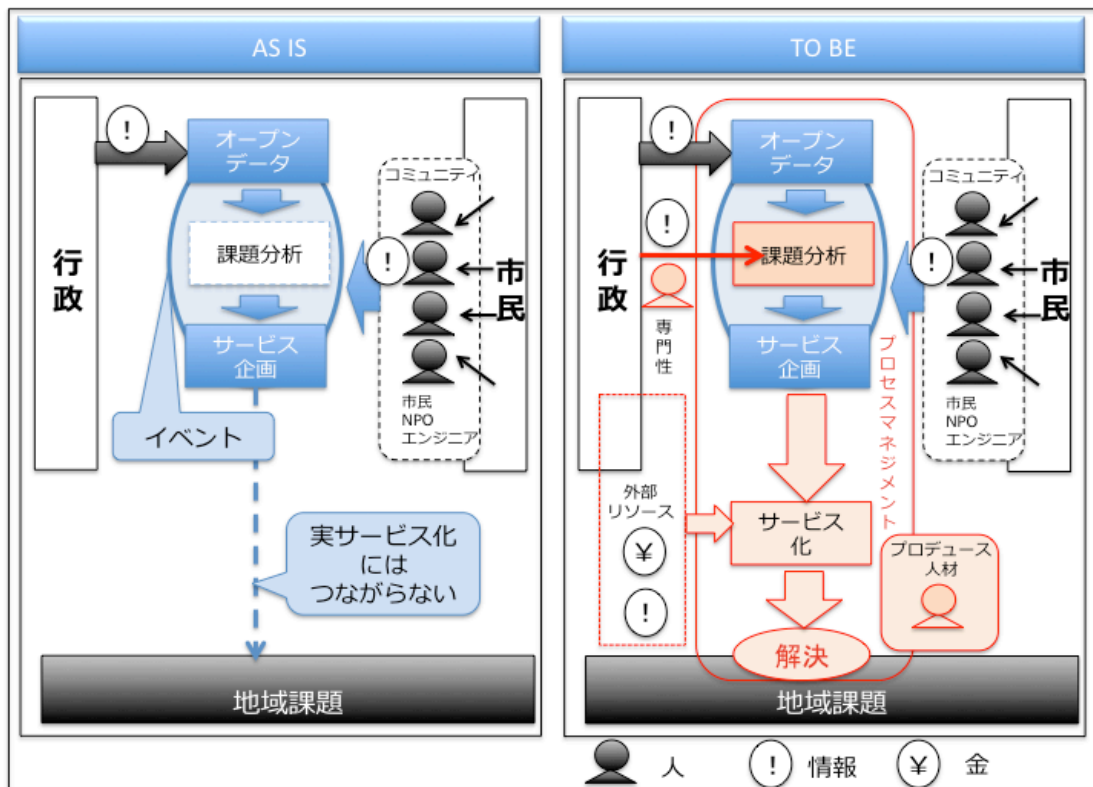 AS IS
行政
!
オープン
データ
課題分析
サービス
企画
!
コミュニティ
市民
NPO
エンジニア
市民
イベント
実サービス化
には
つながらない
地域課題
TO BE
行政
!
オープン
データ
!
課題分析
専門性
サービス
企画
!
コミュニティ
市民
NPO
エンジニア
市民
プロセスマネジメント
外部
リソース
¥
!
サービス
化
プロデュース
人材
解決
地域課題
人
! 情報
¥ 金